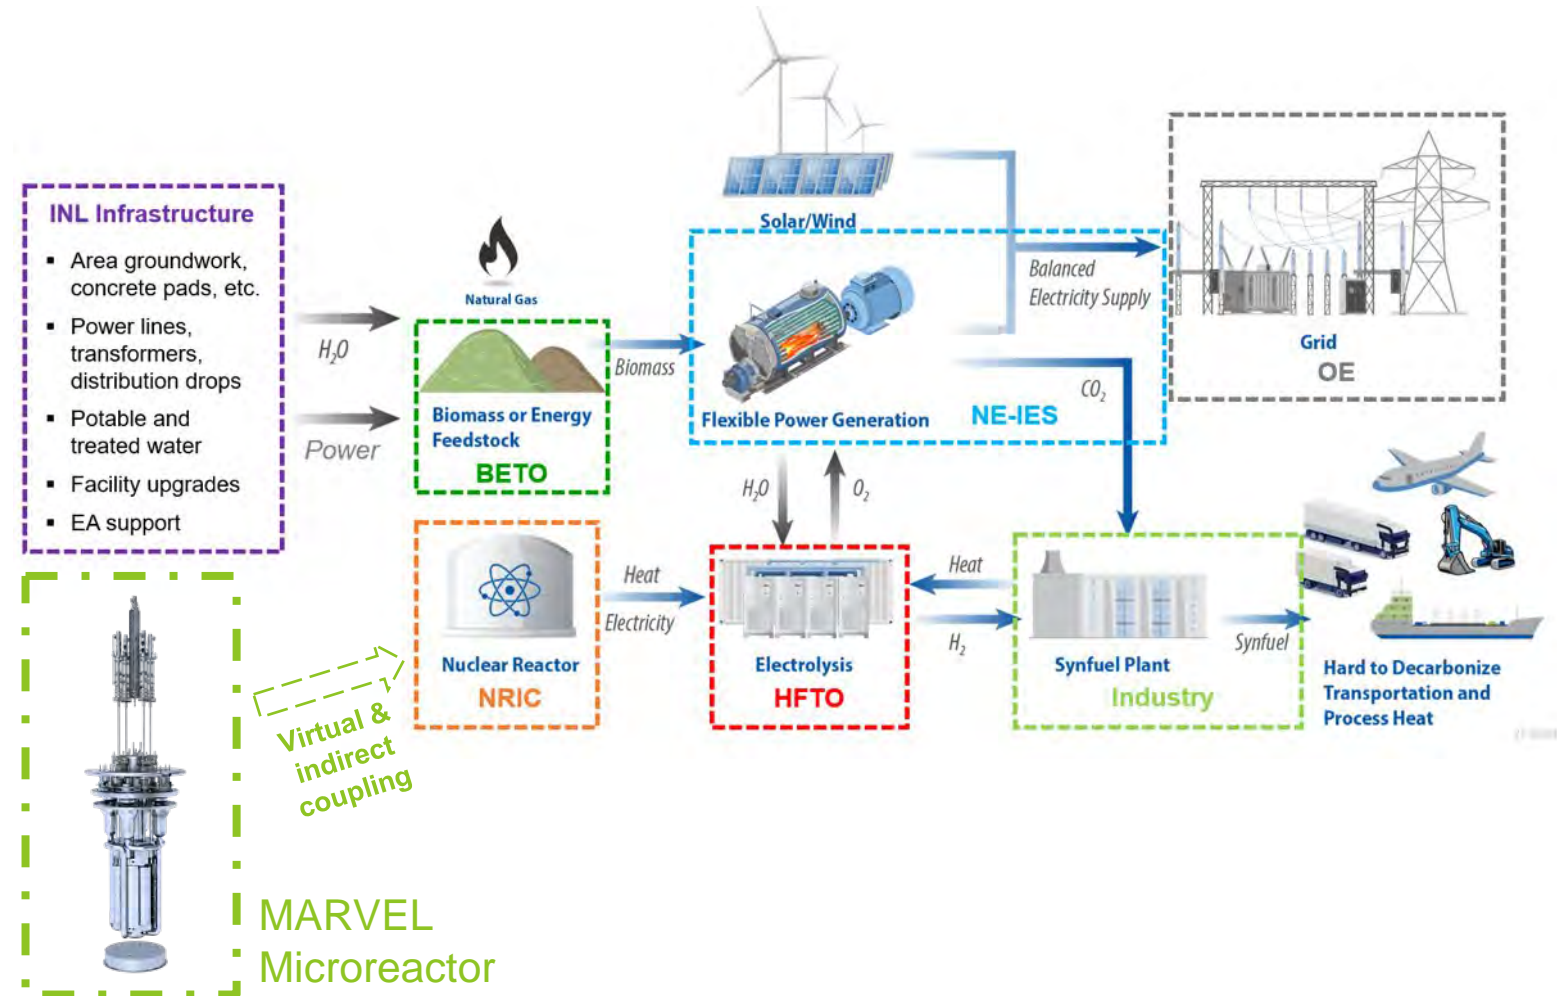 INL Infrastructure
▪ Area groundwork,
concrete pads, etc.
▪ Power lines,
transformers,
distribution drops
▪ Potable and
treated water
▪ Facility upgrades
▪ EA support
H₂O
Power
Natural Gas
Biomass or Energy
Feedstock
BETO
Biomass
Solar/Wind
Flexible Power Generation
NE-IES
Balanced
Electricity Supply
CO₂
Grid
OE
H₂O
O₂
Nuclear Reactor
NRIC
Heat
Electricity
Electrolysis
HFTO
Heat
H₂
Synfuel Plant
Industry
Synfuel
Hard to Decarbonize
Transportation and
Process Heat
Virtual &
indirect
coupling
MARVEL
Microreactor